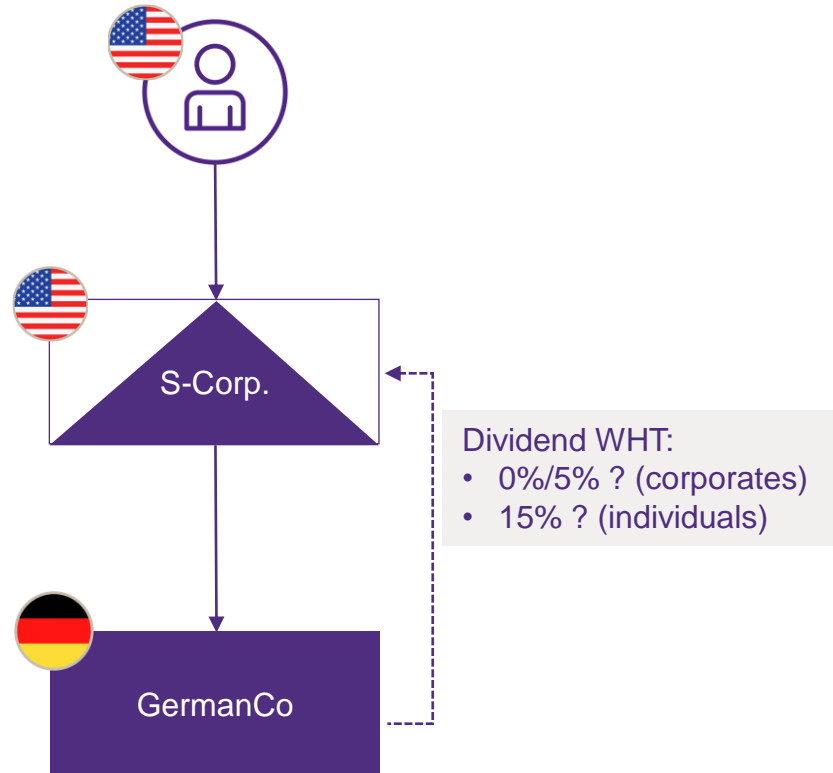 S-Corp.
Dividend WHT:
• 0%/5% ? (corporates)
• 15% ? (individuals)
GermanCo